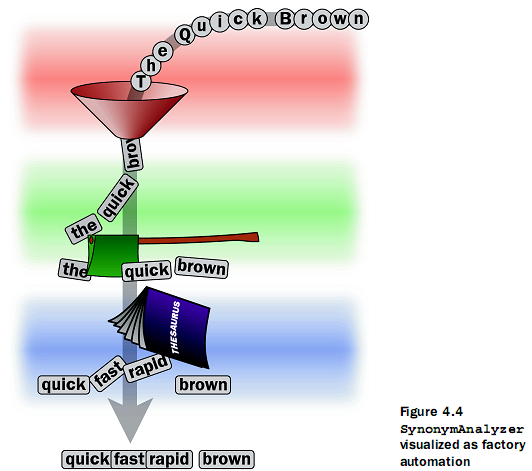 The Quick Brown
bro
quick
the
the quick brown
THESAURUS
quick fast rapid brown
quick fast rapid brown
Figure 4.4
SynonymAnalyzer
visualized as factory
automation